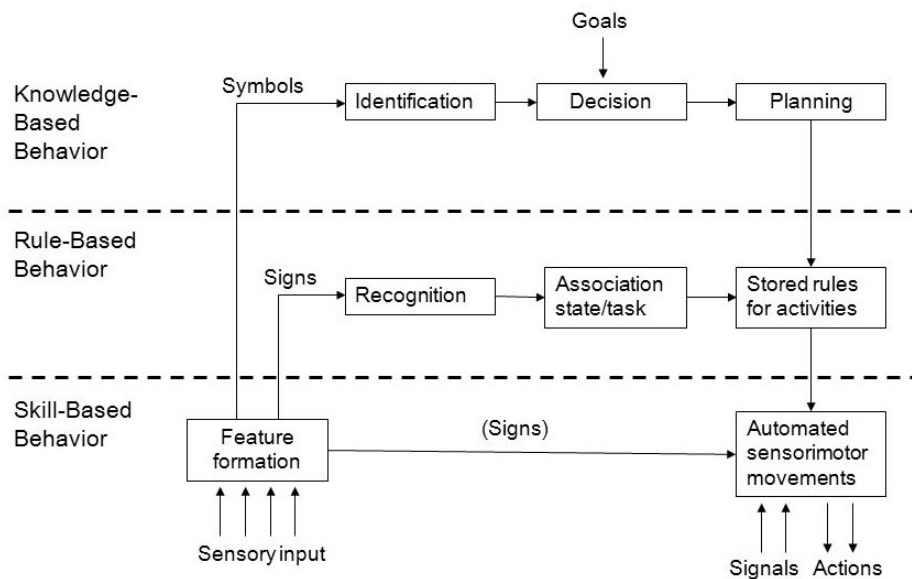 Goals
Knowledge-
Based
Behavior
Symbols
Identification
Decision
Planning
Rule-Based
Behavior
Signs
Recognition
Association
state/task
Stored rules
for activities
Skill-Based
Behavior
Feature
formation
(Signs)
Automated
sensorimotor
movements
Sensory input
Signals
Actions